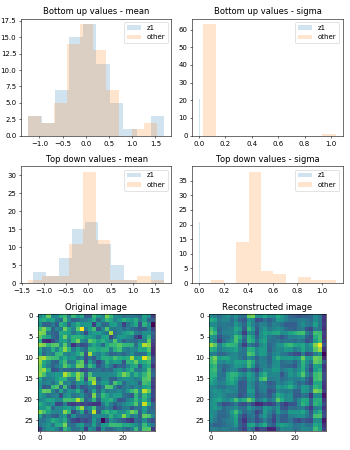 Bottom up values - mean
Bottom up values - sigma
17.5
15.0
12.5
10.0
7.5
5.0
2.5
0.0
z1
other
−1.0 −0.5 0.0 0.5 1.0 1.5
60
50
40
30
20
10
0
z1
other
0.0 0.2 0.4 0.6 0.8 1.0
Top down values - mean
Top down values - sigma
30
25
20
15
10
5
0
z1
other
−1.5 −1.0 −0.5 0.0 0.5 1.0 1.5
35
30
25
20
15
10
5
0
z1
other
0.0 0.2 0.4 0.6 0.8 1.0
Original image
Reconstructed image
0
5
10
15
20
25
0 10 20
0
5
10
15
20
25
0 10 20